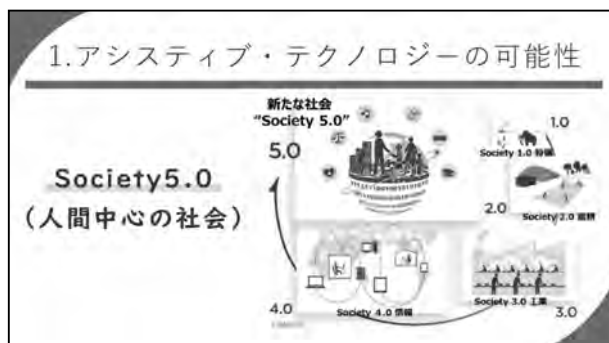 1.アシスティブ・テクノロジーの可能性
新たな社会
“Society 5.0”
5.0
1.0
Society 1.0 狩猟
Society5.0
(人間中心の社会)
2.0
Society 2.0 農耕
4.0
Society 4.0 情報
Society 3.0 工業
3.0